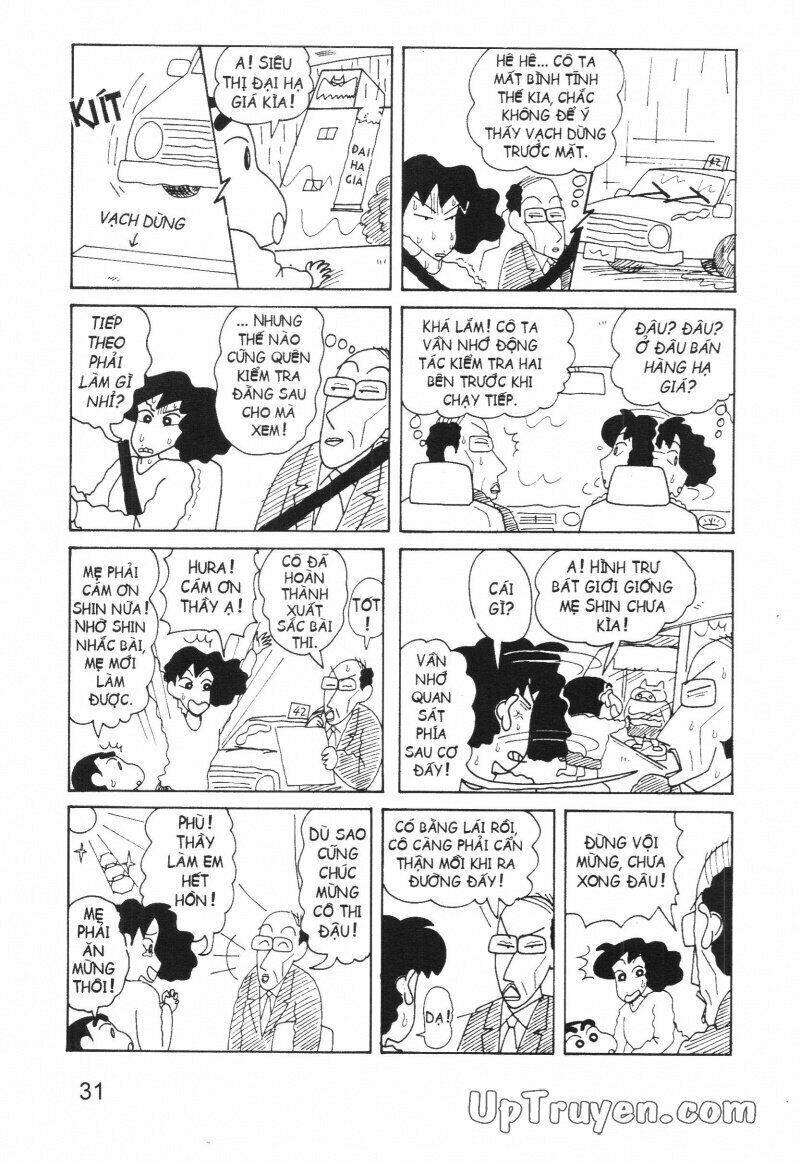 HÊ HÊ... CÔ TA
MẤT BÌNH TĨNH
THẾ KIA, CHẮC
KHÔNG ĐỂ Ý
THẤY VẠCH DỪNG
TRƯỚC MẶT.
42
A! SIÊU
THỊ ĐẠI HẠ
GIÁ KÌA!
ĐẠI
HẠ
GIÁ
KIÍT
VẠCH DỪNG
ĐÂU? ĐÂU?
Ở ĐÂU BÁN
HÀNG HẠ
GIÁ?
KHÁ LẮM! CÔ TA
VẪN NHỚ ĐỘNG
TÁC KIỂM TRA HAI
BÊN TRƯỚC KHI
CHẠY TIẾP.
... NHƯNG
THẾ NÀO
CŨNG QUÊN
KIỂM TRA
ĐẰNG SAU
CHO MÀ
XEM!
TIẾP
THEO
PHẢI
LÀM GÌ
NHỈ?
A! HÌNH TRƯ
BÁT GIỚI GIỐNG
MẸ SHIN CHƯA
KÌA!
CÁI
GÌ?
VẪN
NHỚ
QUAN
SÁT
PHÍA
SAU CƠ
ĐẤY!
TỐT
!
CÔ ĐÃ
HOÀN
THÀNH
XUẤT
SẮC BÀI
THI.
HURA!
CÁM ƠN
THẦY Ạ!
MẸ PHẢI
CÁM ƠN
SHIN NỮA!
NHỜ SHIN
NHẮC BÀI,
MẸ MỚI
LÀM
ĐƯỢC.
42
ĐỪNG VỘI
MỪNG, CHƯA
XONG ĐÂU!
CÓ BẰNG LÁI RỒI,
CÔ CÀNG PHẢI CẨN
THẬN MỖI KHI RA
ĐƯỜNG ĐẤY!
DẠ!
DÙ SAO
CŨNG
CHÚC
MỪNG
CÔ THI
ĐẬU!
PHÙ!
THẦY
LÀM EM
HẾT
HỒN!
MẸ
PHẢI
ĂN
MỪNG
THÔI!
31
UpTruyen.com